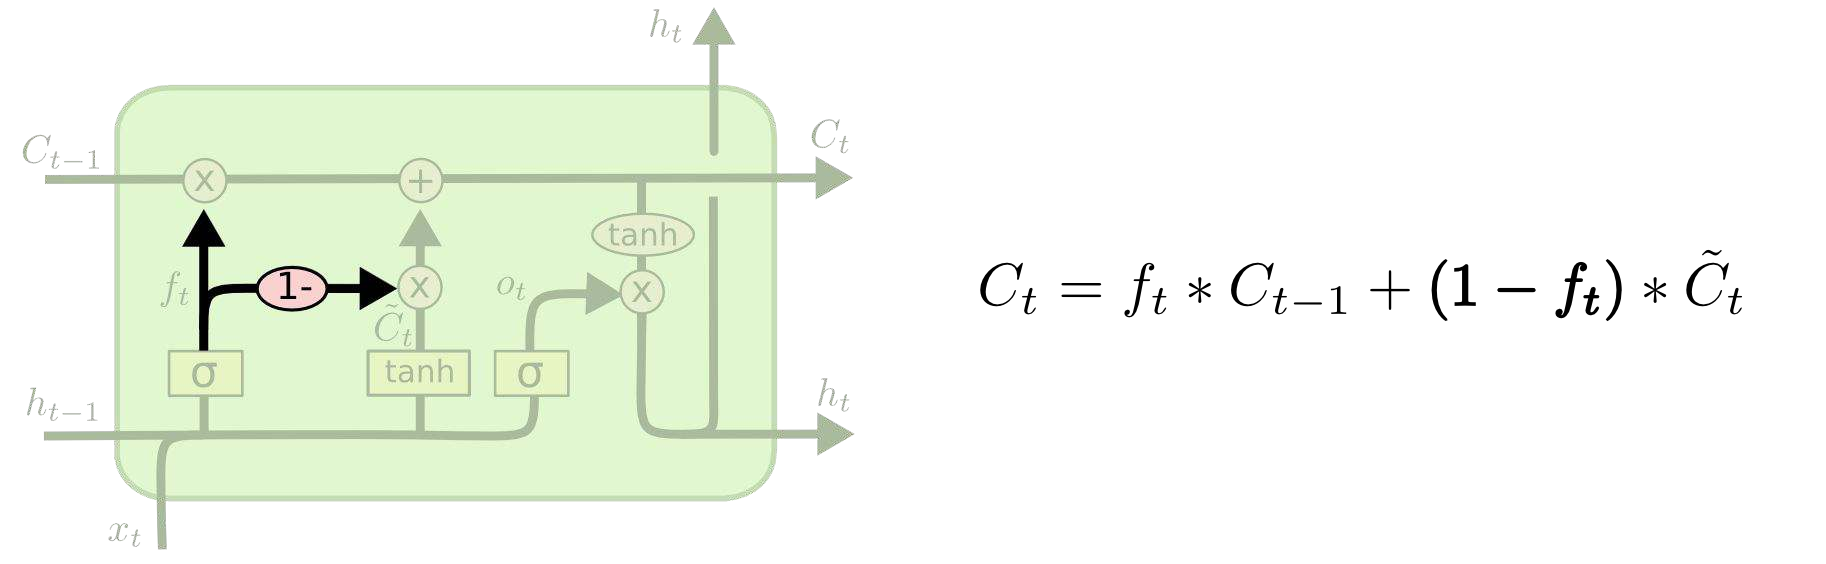 h_t
C_{t-1}
C_t
x
+
tanh
f_t
1-
x
o_t
x
C̃_t
σ
tanh
σ
h_{t-1}
h_t
x_t
C_t = f_t * C_{t-1} + (1 − f_t) * C̃_t